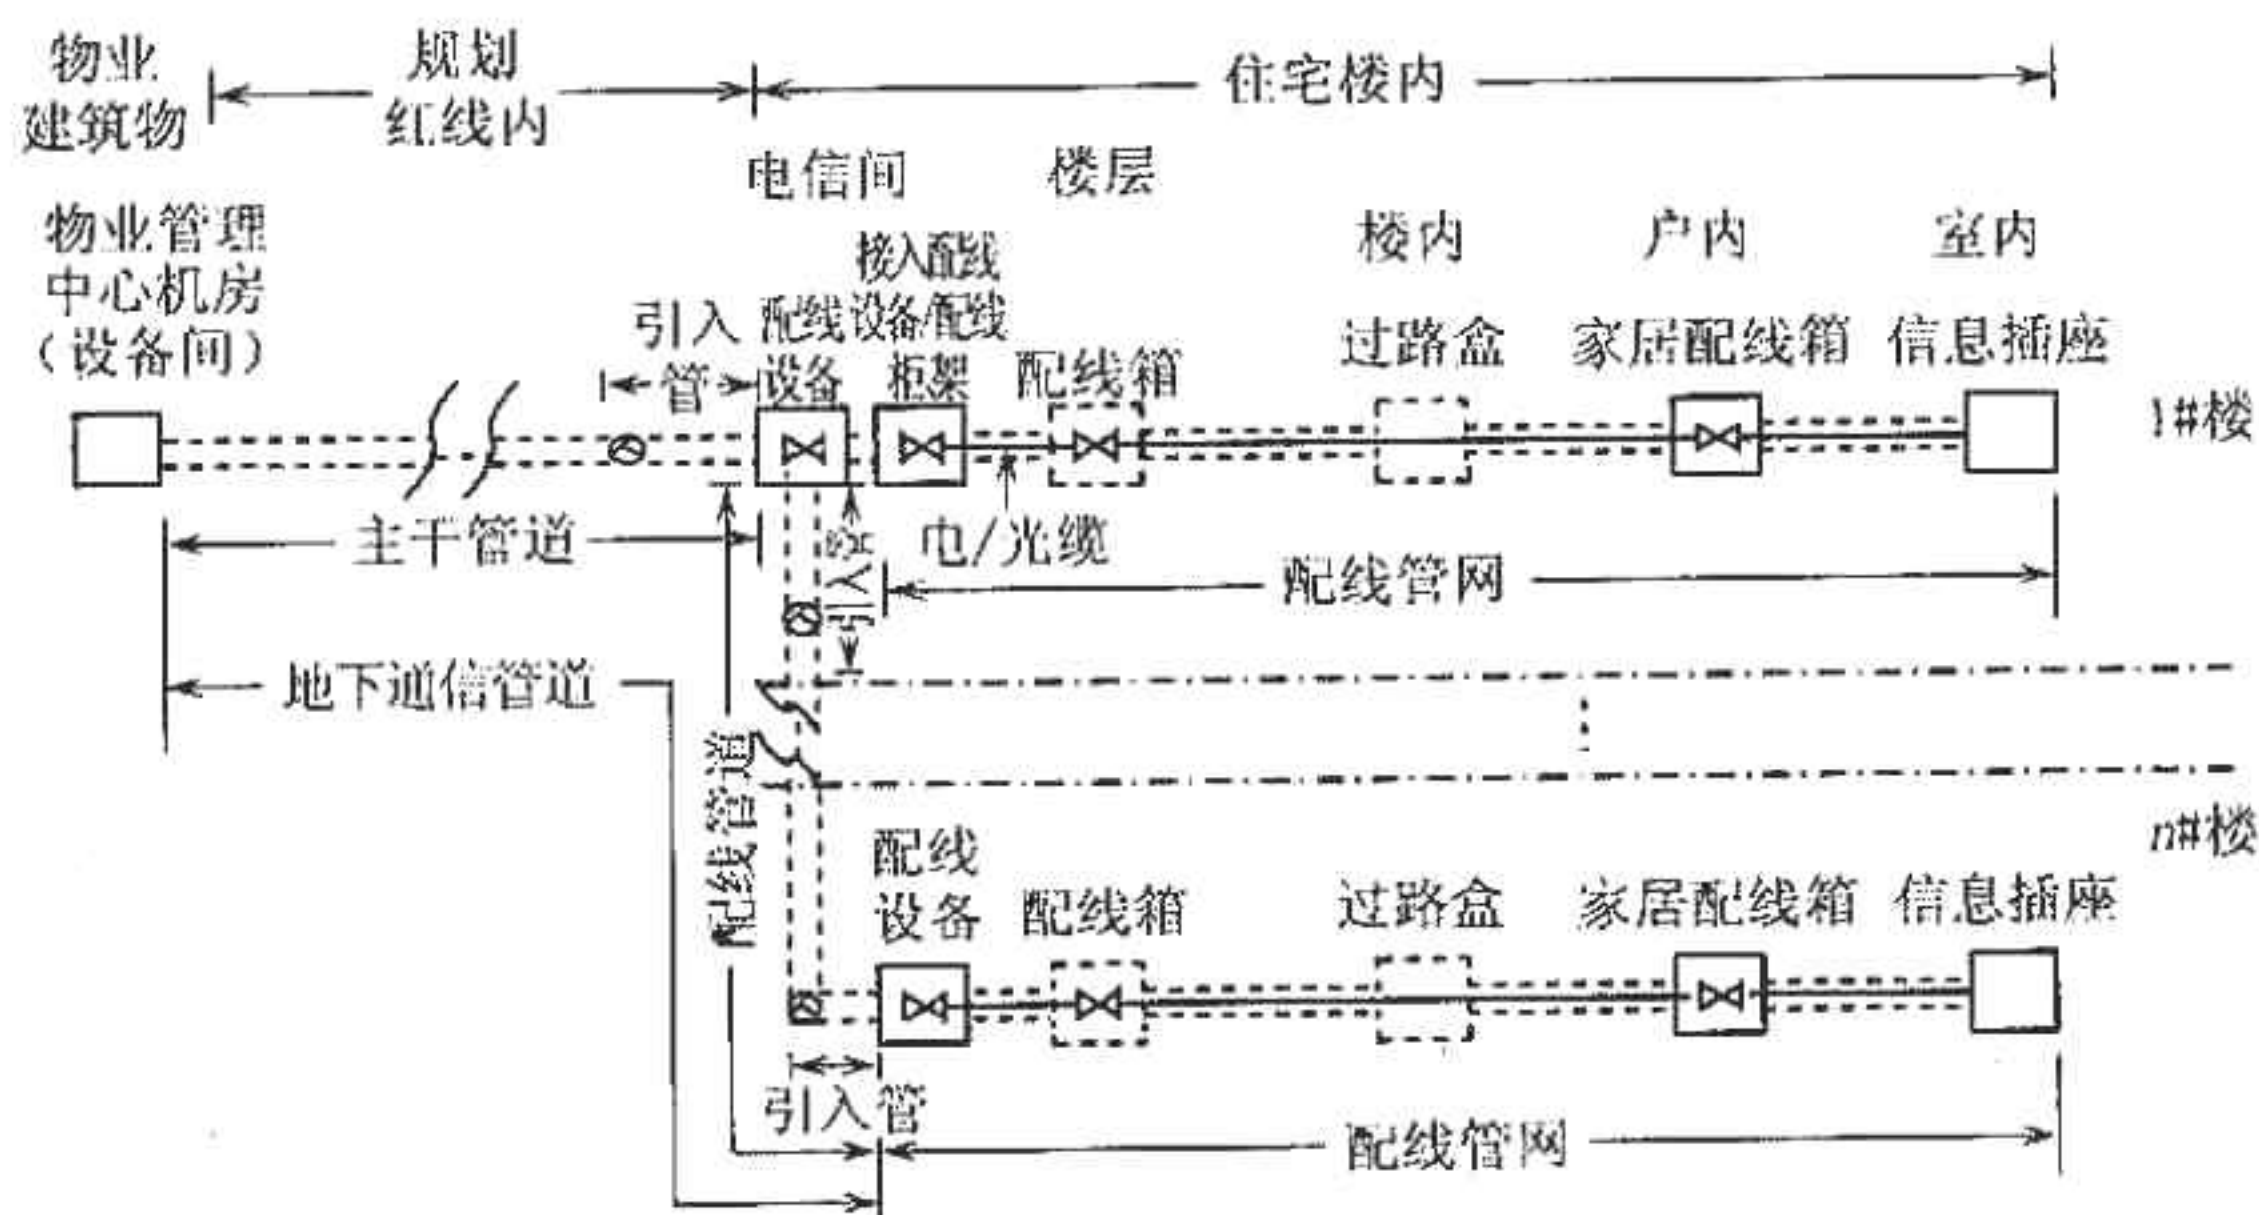 物业
建筑物
规划
红线内
住宅楼内
电信间
楼层
物业管理
中心机房
（设备间）
楼内
户内
室内
引入
管
配线
设备
接入配线
设备/配线
柜架
配线箱
过路盒
家居配线箱
信息插座
1#楼
主干管道
引入管
电/光缆
配线管网
地下通信管道
配线管道
n#楼
配线
设备
配线箱
过路盒
家居配线箱
信息插座
引入管
配线管网